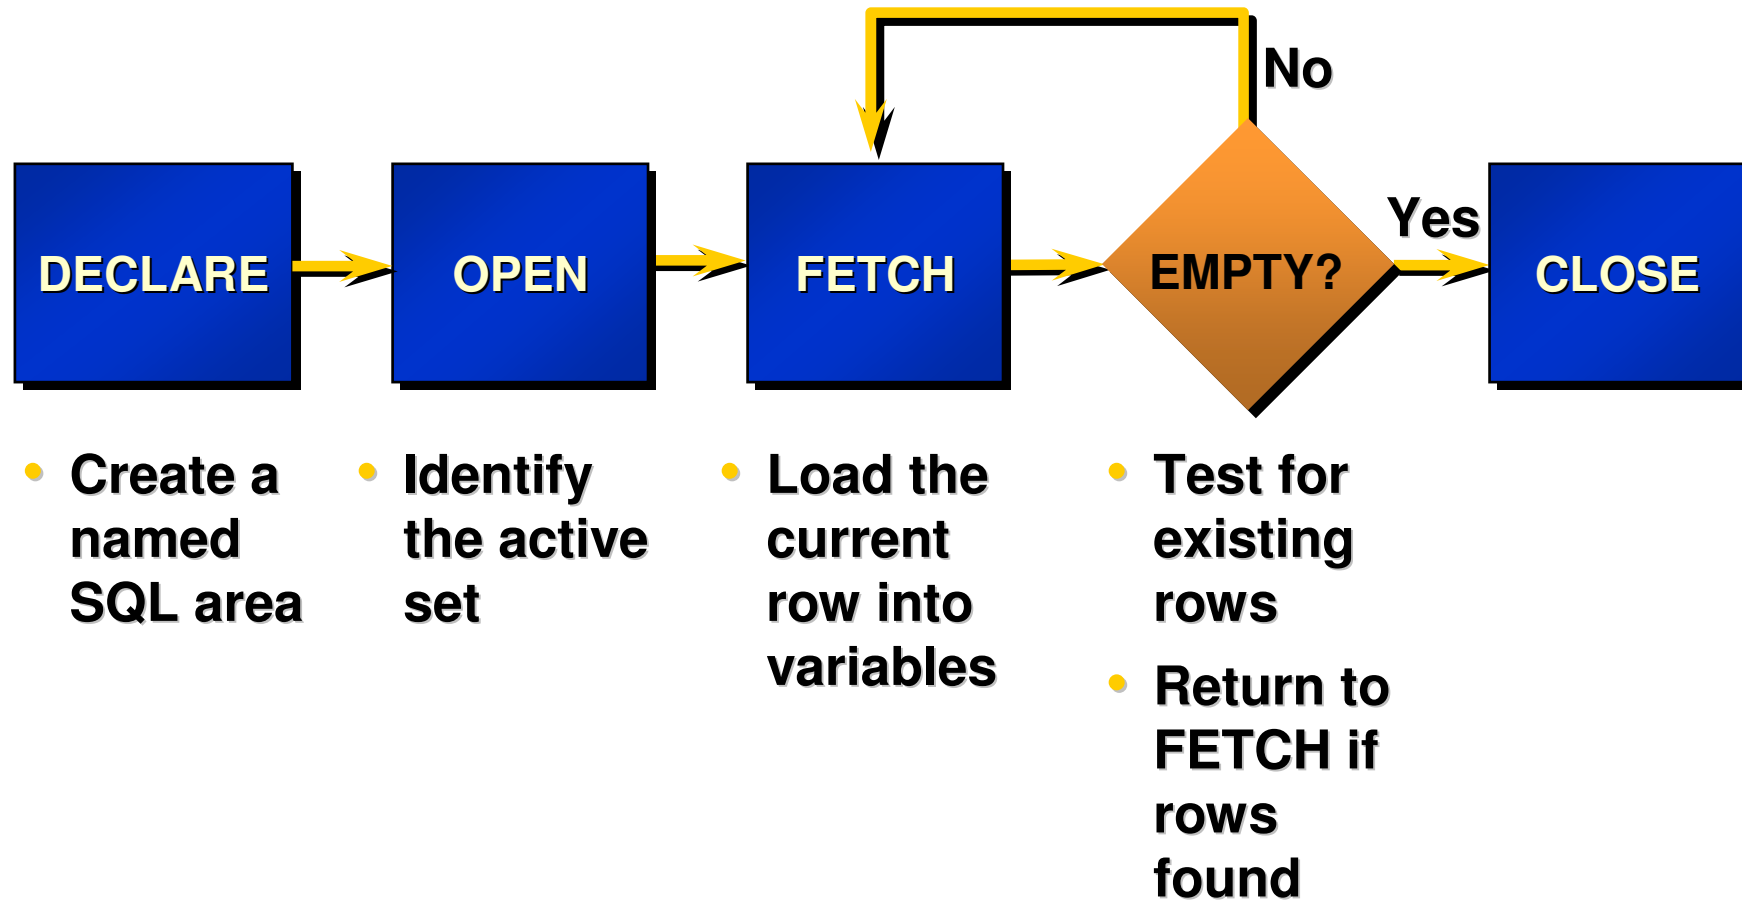 No
Yes
DECLARE
OPEN
FETCH
EMPTY?
CLOSE
• Create a
named
SQL area
• Identify
the active
set
• Load the
current
row into
variables
• Test for
existing
rows
• Return to
FETCH if
rows
found